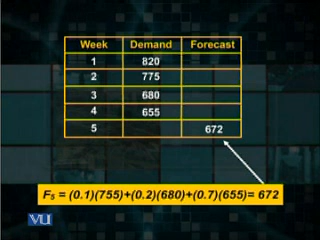 Week Demand Forecast
1 820
2 775
3 680
4 655
5 672
F5 = (0.1)(755)+(0.2)(680)+(0.7)(655)= 672
VU